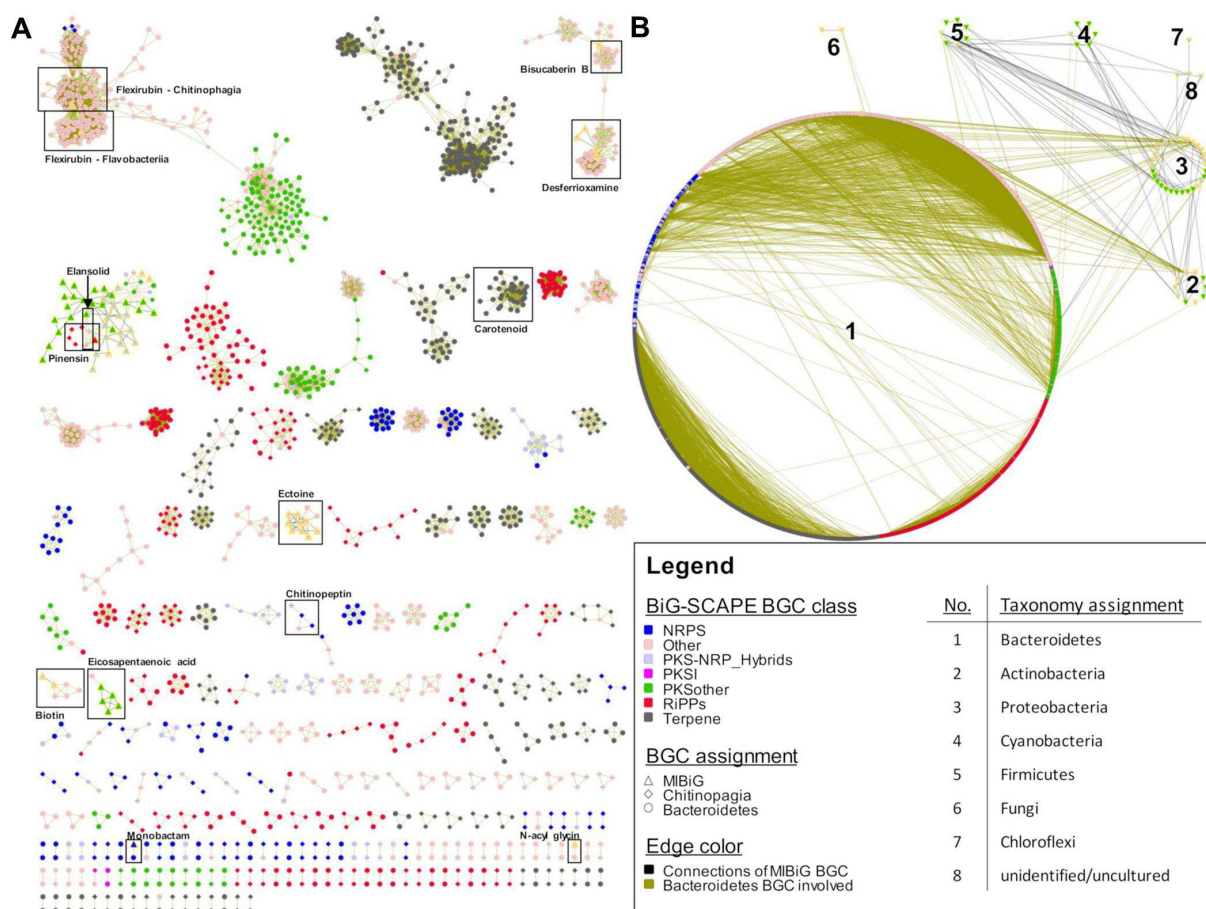 A
Flexirubin - Chitinophagia
Flexirubin - Flavobacteriia
Bisucaberin B
Desferrioxamine
Elansolid
Pinensin
Carotenoid
Ectoine
Chitinopeptin
Eicosapentaenoic acid
Biotin
Monobactam
N-acyl glycin
B
6
5
4
7
8
3
2
1
Legend
BiG-SCAPE BGC class
NRPS
Other
PKS-NRP_Hybrids
PKSI
PKSother
RiPPs
Terpene
BGC assignment
MIBiG
Chitinopagia
Bacteroidetes
Edge color
Connections of MIBiG BGC
Bacteroidetes BGC involved
No. Taxonomy assignment
1 Bacteroidetes
2 Actinobacteria
3 Proteobacteria
4 Cyanobacteria
5 Firmicutes
6 Fungi
7 Chloroflexi
8 unidentified/uncultured